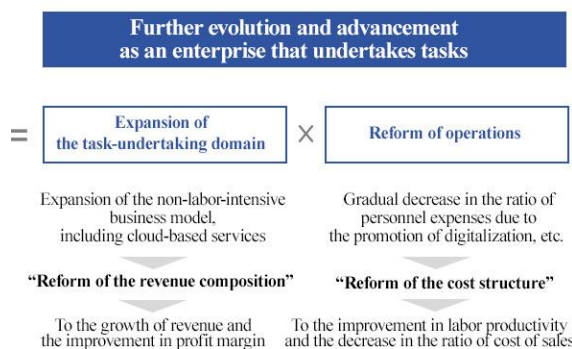 Further evolution and advancement
as an enterprise that undertakes tasks
=
Expansion of
the task-undertaking domain
×
Reform of operations
Expansion of the non-labor-intensive
business model,
including cloud-based services
Gradual decrease in the ratio of
personnel expenses due to
the promotion of digitalization, etc.
“Reform of the revenue composition”
“Reform of the cost structure”
To the growth of revenue and
the improvement in profit margin
To the improvement in labor productivity
and the decrease in the ratio of cost of sales